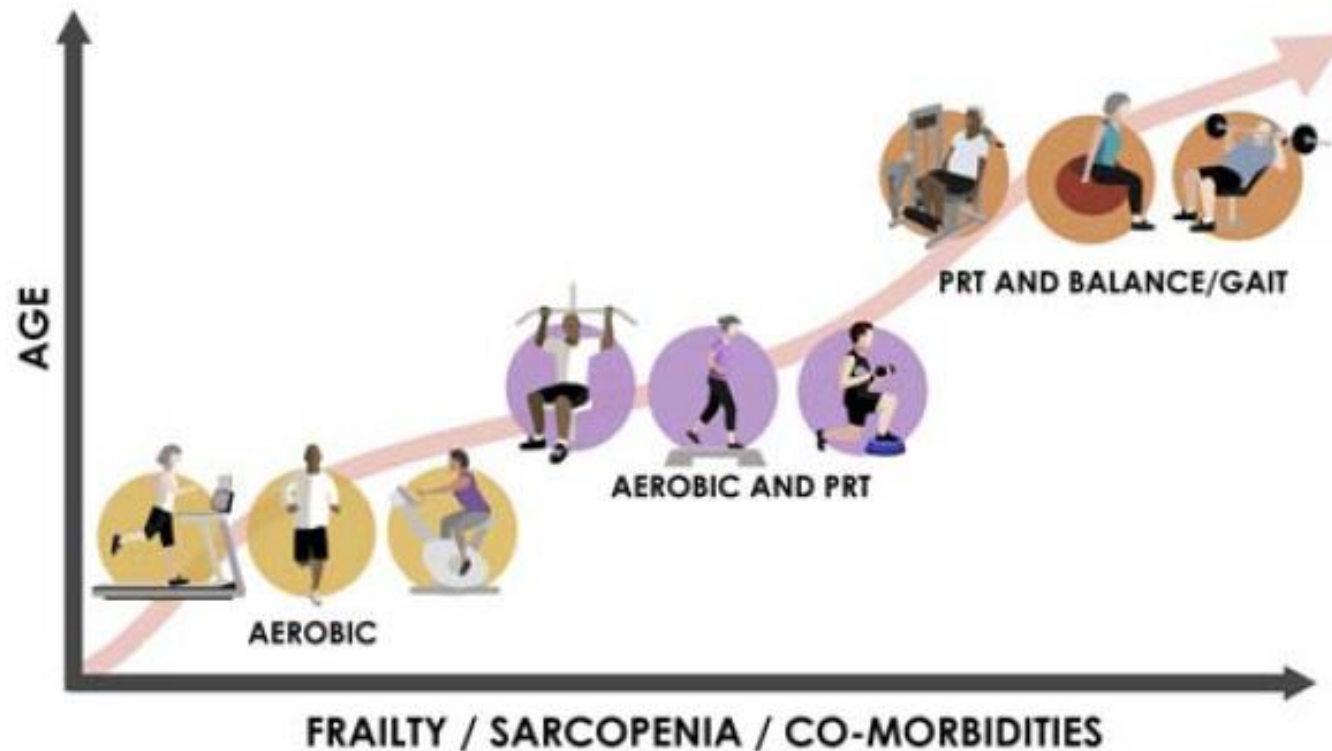 AGE
PRT AND BALANCE/GAIT
AEROBIC AND PRT
AEROBIC
FRAILTY / SARCOPENIA / CO-MORBIDITIES